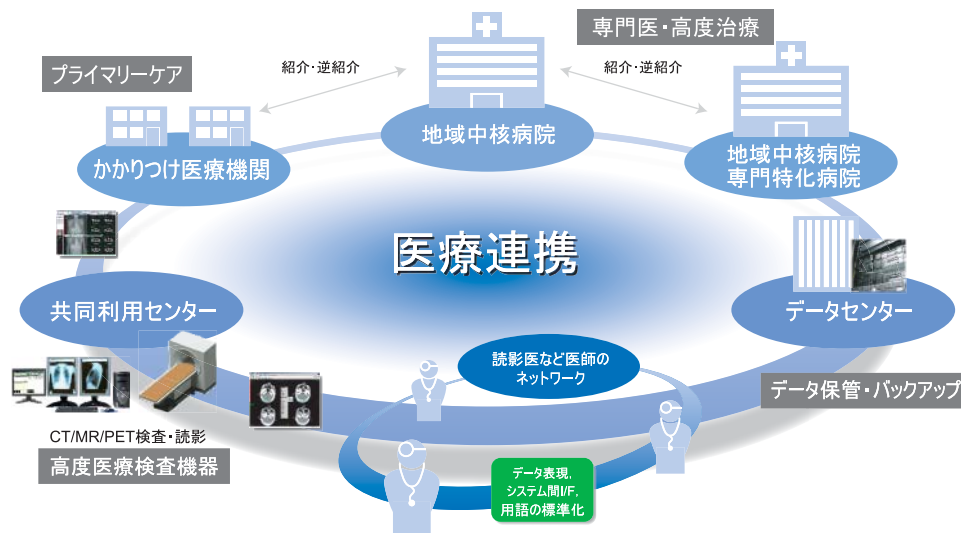 専門医・高度治療
プライマリーケア
紹介・逆紹介
紹介・逆紹介
地域中核病院
かかりつけ医療機関
地域中核病院
専門特化病院
医療連携
共同利用センター
データセンター
読影医など医師の
ネットワーク
データ保管・バックアップ
CT/MR/PET検査・読影
高度医療検査機器
データ表現,
システム間I/F,
用語の標準化